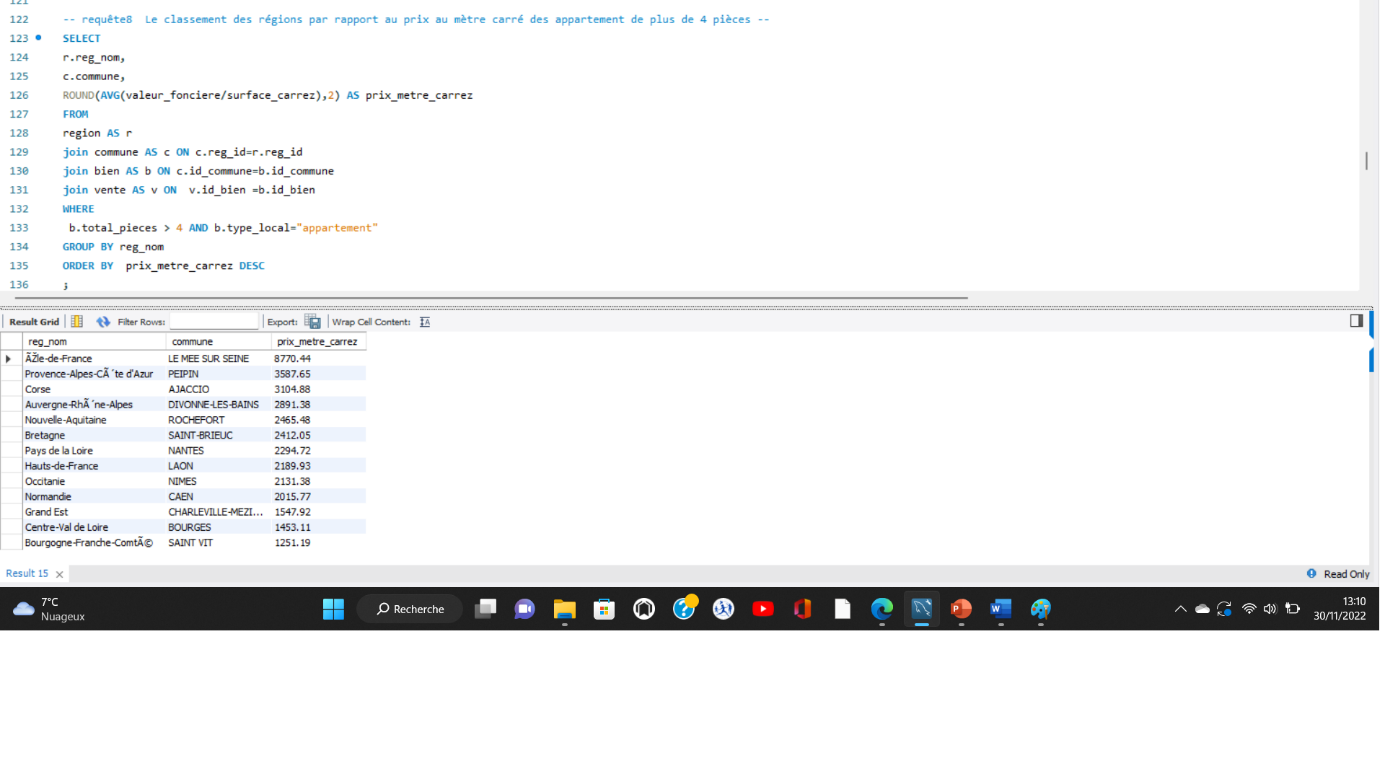 121
122 -- requête8 Le classement des régions par rapport au prix au mètre carré des appartement de plus de 4 pièces --
123 SELECT
124 r.reg_nom,
125 c.commune,
126 ROUND(AVG(valeur_fonciere/surface_carrez),2) AS prix_metre_carrez
127 FROM
128 region AS r
129 join commune AS c ON c.reg_id=r.reg_id
130 join bien AS b ON c.id_commune=b.id_commune
131 join vente AS v ON v.id_bien =b.id_bien
132 WHERE
133 b.total_pieces > 4 AND b.type_local="appartement"
134 GROUP BY reg_nom
135 ORDER BY prix_metre_carrez DESC
136 ;
Result Grid Filter Rows: Export: Wrap Cell Content: IA
reg_nom commune prix_metre_carrez
ÃŽle-de-France LE MEE SUR SEINE 8770.44
Provence-Alpes-CÃ´te d'Azur PEIPIN 3587.65
Corse AJACCIO 3104.88
Auvergne-RhÃ´ne-Alpes DIVONNE-LES-BAINS 2891.38
Nouvelle-Aquitaine ROCHEFORT 2465.48
Bretagne SAINT-BRIEUC 2412.05
Pays de la Loire NANTES 2294.72
Hauts-de-France LAON 2189.93
Occitanie NIMES 2131.38
Normandie CAEN 2015.77
Grand Est CHARLEVILLE-MEZI... 1547.92
Centre-Val de Loire BOURGES 1453.11
Bourgogne-Franche-ComtÃ© SAINT VIT 1251.19
Result 15 × Read Only
7°C
Nuageux
Recherche
13:10
30/11/2022